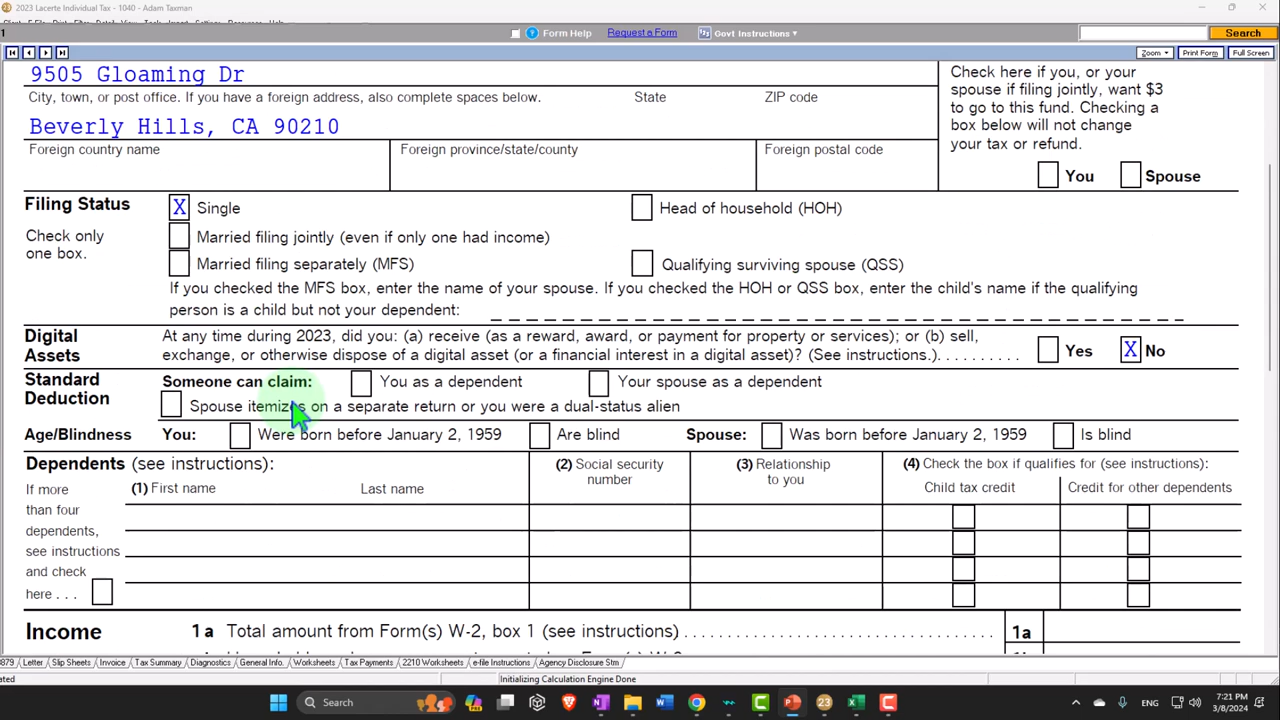 2023 Lacerte Individual Tax - 1040 - Adam Taxman
1
? Form Help Request a Form Govt Instructions Search
Zoom Print Form Full Screen
9505 Gloaming Dr
City, town, or post office. If you have a foreign address, also complete spaces below. State ZIP code
Beverly Hills, CA 90210
Foreign country name Foreign province/state/county Foreign postal code
Check here if you, or your
spouse if filing jointly, want $3
to go to this fund. Checking a
box below will not change
your tax or refund.
You Spouse
Filing Status X Single Head of household (HOH)
Check only
one box.
Married filing jointly (even if only one had income)
Married filing separately (MFS) Qualifying surviving spouse (QSS)
If you checked the MFS box, enter the name of your spouse. If you checked the HOH or QSS box, enter the child's name if the qualifying
person is a child but not your dependent:
Digital
Assets
At any time during 2023, did you: (a) receive (as a reward, award, or payment for property or services); or (b) sell,
exchange, or otherwise dispose of a digital asset (or a financial interest in a digital asset)? (See instructions.). . . . . . . . . . . Yes X No
Standard
Deduction
Someone can claim: You as a dependent Your spouse as a dependent
Spouse itemizes on a separate return or you were a dual-status alien
Age/Blindness You: Were born before January 2, 1959 Are blind Spouse: Was born before January 2, 1959 Is blind
Dependents (see instructions):
If more
than four
dependents,
see instructions
and check
here . . .
(1) First name Last name
(2) Social security
number
(3) Relationship
to you
(4) Check the box if qualifies for (see instructions):
Child tax credit Credit for other dependents
Income 1a Total amount from Form(s) W-2, box 1 (see instructions) . . . . . . . . . . . . . . . . . . . . . . . . . . . . . 1a
8879 Letter Slip Sheets Invoice Tax Summary Diagnostics General Info. Worksheets Tax Payments 2210 Worksheets e-file Instructions Agency Disclosure Stm
Initializing Calculation Engine Done
Search
23
7:21 PM
3/8/2024